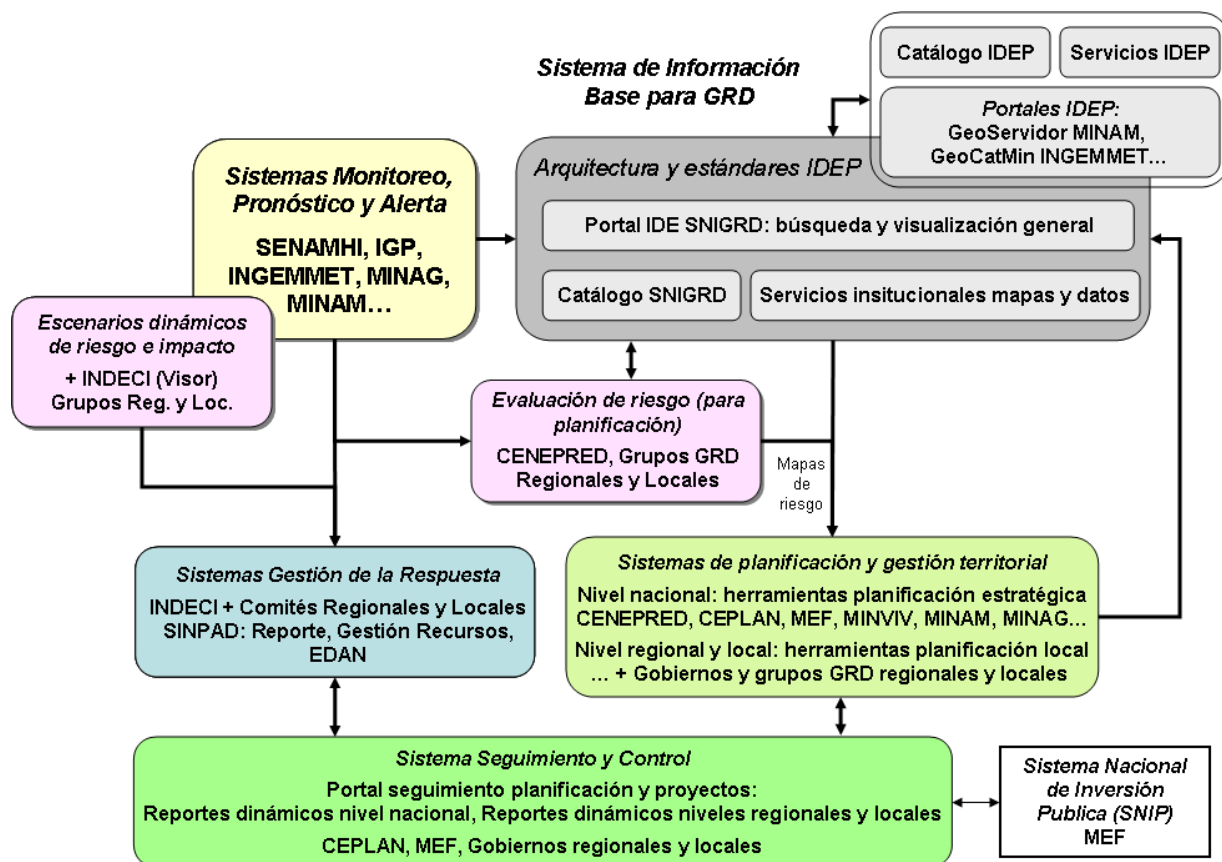 Catálogo IDEP
Servicios IDEP
Sistema de Información
Base para GRD
Portales IDEP:
GeoServidor MINAM,
GeoCatMin INGEMMET…
Sistemas Monitoreo,
Pronóstico y Alerta
SENAMHI, IGP,
INGEMMET, MINAG,
MINAM…
Arquitectura y estándares IDEP
Portal IDE SNIGRD: búsqueda y visualización general
Catálogo SNIGRD
Servicios insitucionales mapas y datos
Escenarios dinámicos
de riesgo e impacto
+ INDECI (Visor)
Grupos Reg. y Loc.
Evaluación de riesgo (para
planificación)
CENEPRED, Grupos GRD
Regionales y Locales
Mapas
de
riesgo
Sistemas Gestión de la Respuesta
INDECI + Comités Regionales y Locales
SINPAD: Reporte, Gestión Recursos,
EDAN
Sistemas de planificación y gestión territorial
Nivel nacional: herramientas planificación estratégica
CENEPRED, CEPLAN, MEF, MINVIV, MINAM, MINAG…
Nivel regional y local: herramientas planificación local
… + Gobiernos y grupos GRD regionales y locales
Sistema Seguimiento y Control
Portal seguimiento planificación y proyectos:
Reportes dinámicos nivel nacional, Reportes dinámicos niveles regionales y locales
CEPLAN, MEF, Gobiernos regionales y locales
Sistema Nacional
de Inversión
Publica (SNIP)
MEF